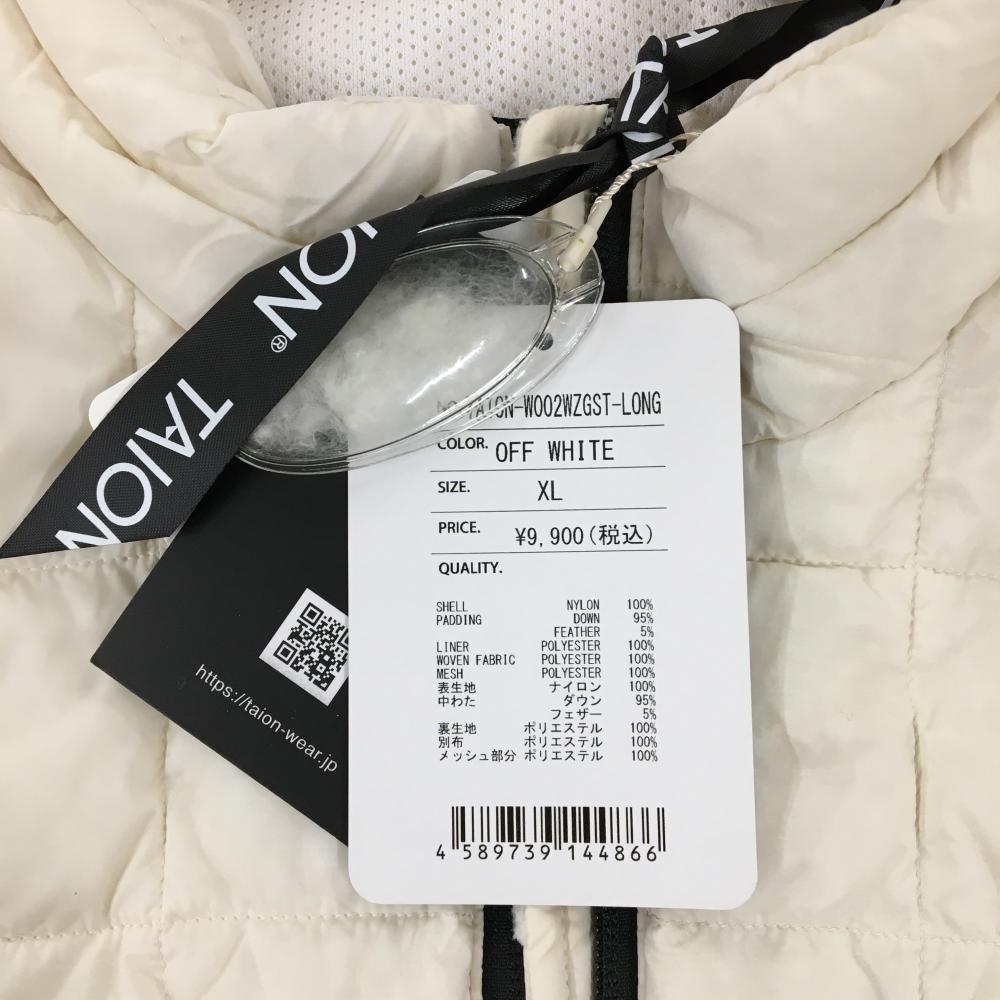 TAION®
TAION
TAION-W002WZGST-LONG
COLOR. OFF WHITE
SIZE. XL
PRICE. ¥9,900(税込)
QUALITY.
SHELL NYLON 100%
PADDING DOWN 95%
FEATHER 5%
LINER POLYESTER 100%
WOVEN FABRIC POLYESTER 100%
MESH POLYESTER 100%
表生地 ナイロン 100%
中わた ダウン 95%
フェザー 5%
裏生地 ポリエステル 100%
別布 ポリエステル 100%
メッシュ部分 ポリエステル 100%
4 589739 144866
https://taion-wear.jp